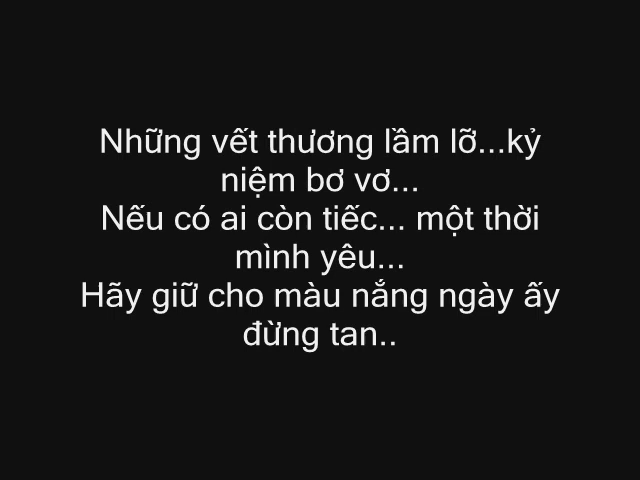 Những vết thương lầm lỡ...kỷ
niệm bơ vơ...
Nếu có ai còn tiếc... một thời
mình yêu...
Hãy giữ cho màu nắng ngày ấy
đừng tan..